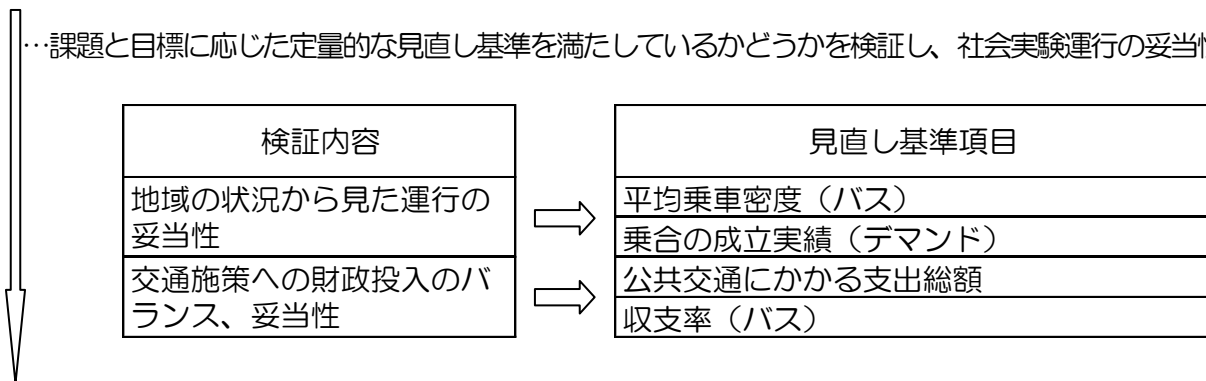 …課題と目標に応じた定量的な見直し基準を満たしているかどうかを検証し、社会実験運行の妥当
検証内容
見直し基準項目
地域の状況から見た運行の
妥当性
平均乗車密度（バス）
乗合の成立実績（デマンド）
交通施策への財政投入のバ
ランス、妥当性
公共交通にかかる支出総額
収支率（バス）